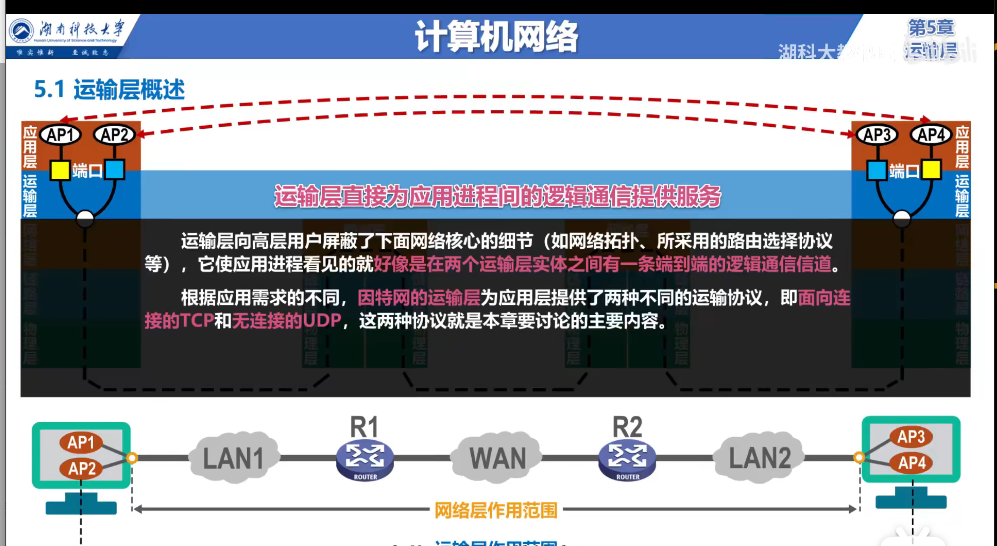 湖南科技大学
Hunan University of Science and Technology
唯实惟新 至诚致志
计算机网络
第5章
运输层
湖科大
5.1 运输层概述
AP1 AP2
AP3 AP4
应用层
端口
端口
应用层
运输层
运输层
运输层直接为应用进程间的逻辑通信提供服务
运输层向高层用户屏蔽了下面网络核心的细节（如网络拓扑、所采用的路由选择协议
等），它使应用进程看见的就好像是在两个运输层实体之间有一条端到端的逻辑通信信道。
根据应用需求的不同，因特网的运输层为应用层提供了两种不同的运输协议，即面向连
接的TCP和无连接的UDP，这两种协议就是本章要讨论的主要内容。
物理层
物理层
物理层
物理层
R1
R2
AP1
AP2
LAN1
ROUTER
WAN
ROUTER
LAN2
AP3
AP4
网络层作用范围
运输层作用范围